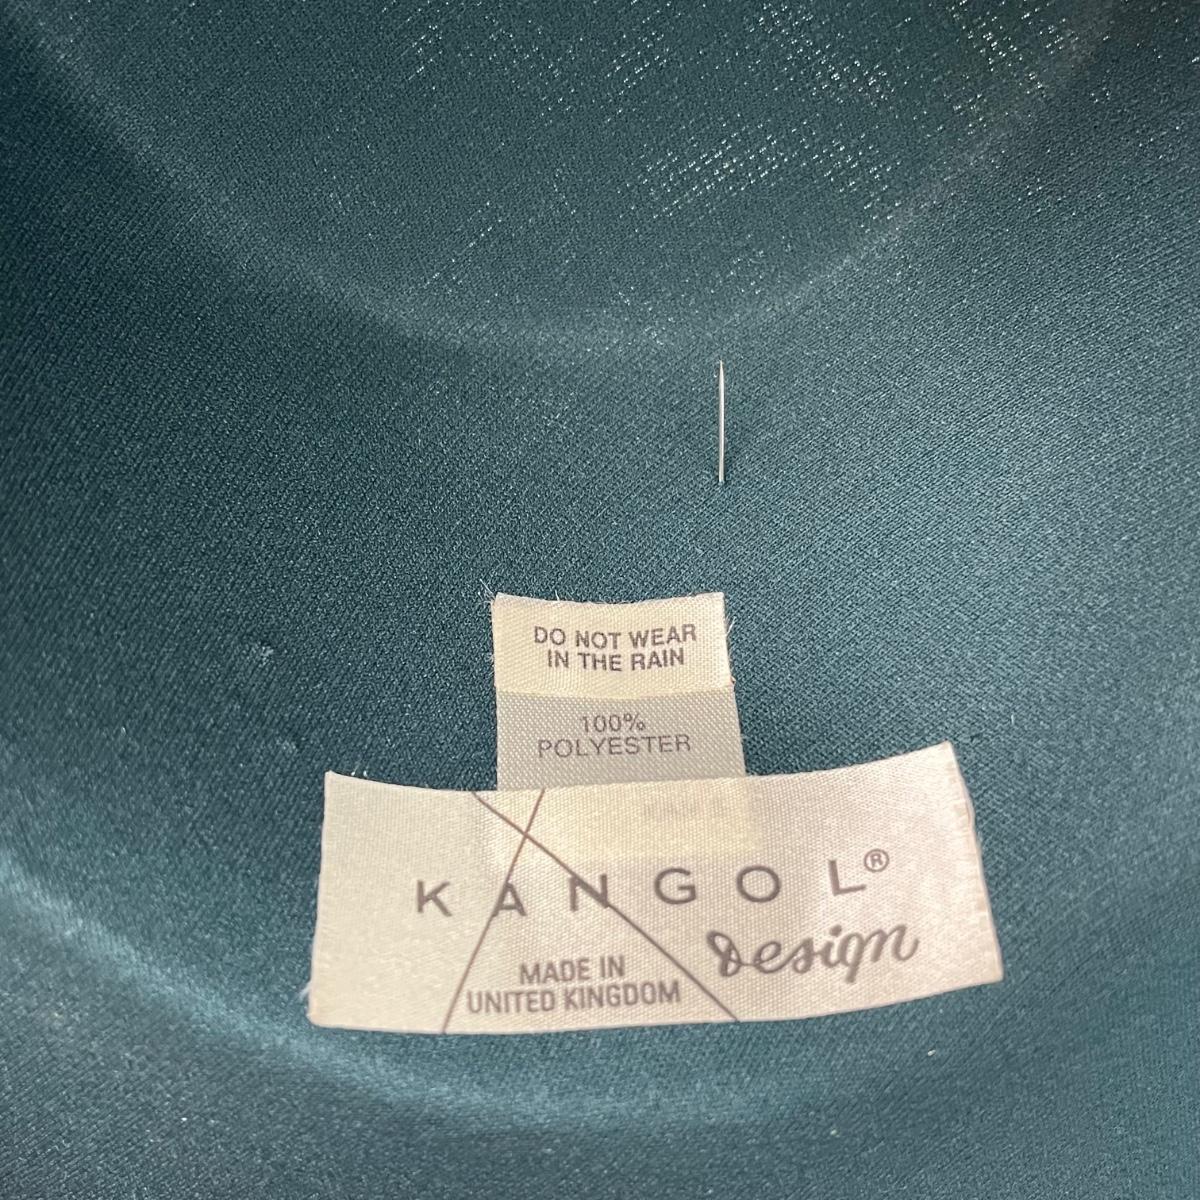 DO NOT WEAR
IN THE RAIN
100%
POLYESTER
KANGOL®
Design
MADE IN
UNITED KINGDOM